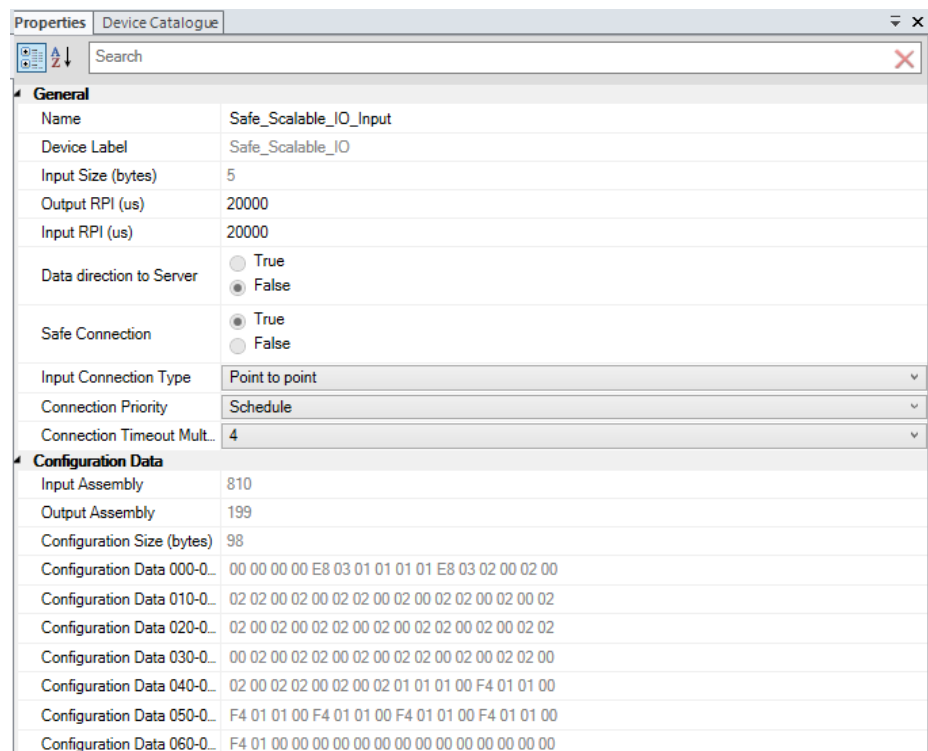 Properties Device Catalogue
Search
General
Name Safe_Scalable_IO_Input
Device Label Safe_Scalable_IO
Input Size (bytes) 5
Output RPI (us) 20000
Input RPI (us) 20000
Data direction to Server True
False
Safe Connection True
False
Input Connection Type Point to point
Connection Priority Schedule
Connection Timeout Mult... 4
Configuration Data
Input Assembly 810
Output Assembly 199
Configuration Size (bytes) 98
Configuration Data 000-0... 00 00 00 00 E8 03 01 01 01 01 E8 03 02 00 02 00
Configuration Data 010-0... 02 02 00 02 00 02 02 00 02 00 02 02 00 02 00 02
Configuration Data 020-0... 02 00 02 00 02 02 00 02 00 02 02 00 02 00 02 02
Configuration Data 030-0... 00 02 00 02 02 00 02 00 02 02 00 02 00 02 02 00
Configuration Data 040-0... 02 00 02 02 00 02 00 02 01 01 01 00 F4 01 01 00
Configuration Data 050-0... F4 01 01 00 F4 01 01 00 F4 01 01 00 F4 01 01 00
Configuration Data 060-0... F4 01 00 00 00 00 00 00 00 00 00 00 00 00 00 00